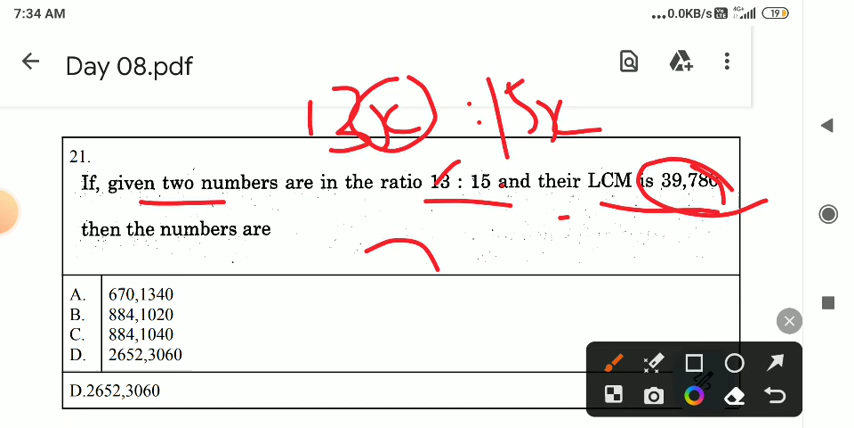 7:34 AM
...0.0KB/s 4G+ 19
Day 08.pdf
13x : 15x
21.
If, given two numbers are in the ratio 13 : 15 and their LCM is 39,780
then the numbers are
A. 670,1340
B. 884,1020
C. 884,1040
D. 2652,3060
D.2652,3060